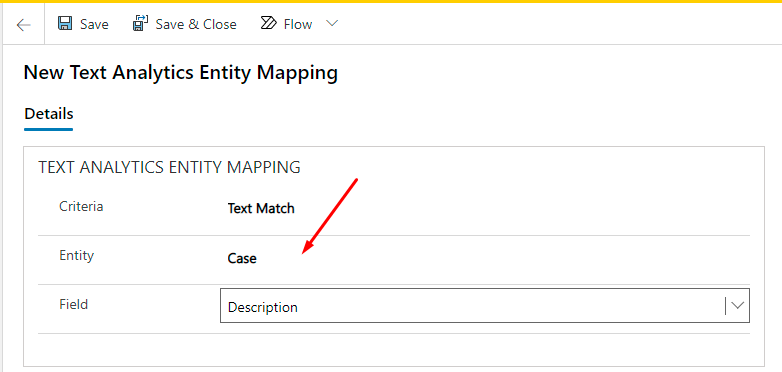 Save Save & Close Flow
New Text Analytics Entity Mapping
Details
TEXT ANALYTICS ENTITY MAPPING
Criteria Text Match
Entity Case
Field Description